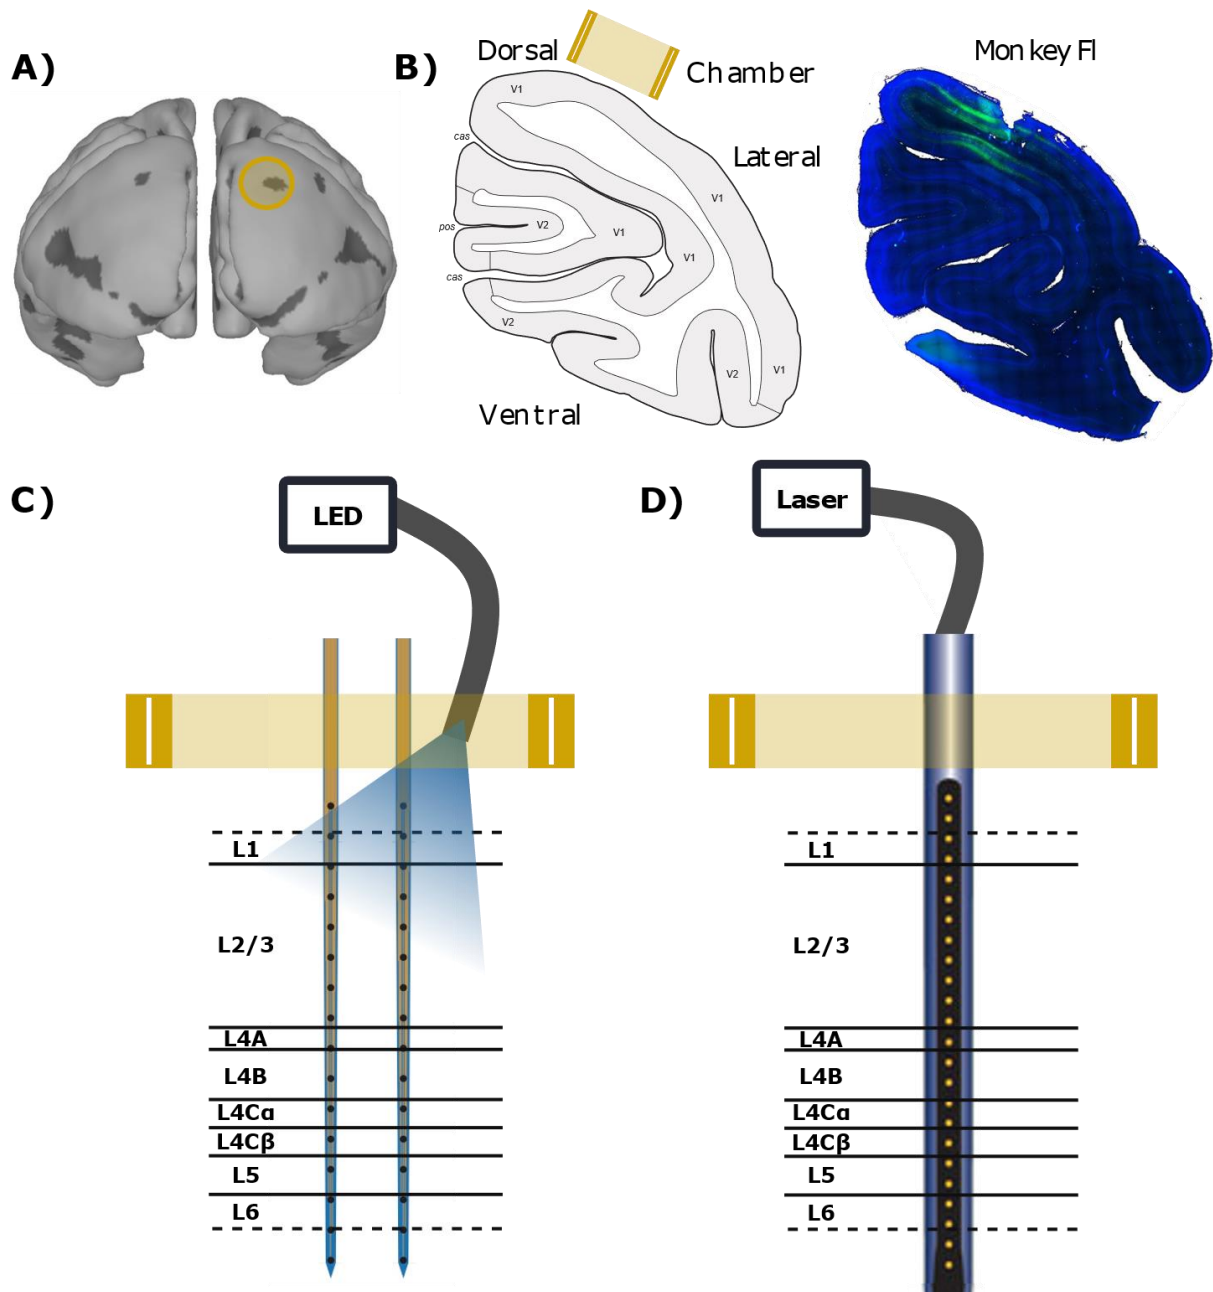 A)
B)
Dorsal
Chamber
Monkey Fl
V1
cas
Lateral
V1
pos
V2
V1
V1
cas
V2
V2
V1
Ventral
C)
LED
D)
Laser
L1
L2/3
L4A
L4B
L4Cα
L4Cβ
L5
L6
L1
L2/3
L4A
L4B
L4Cα
L4Cβ
L5
L6